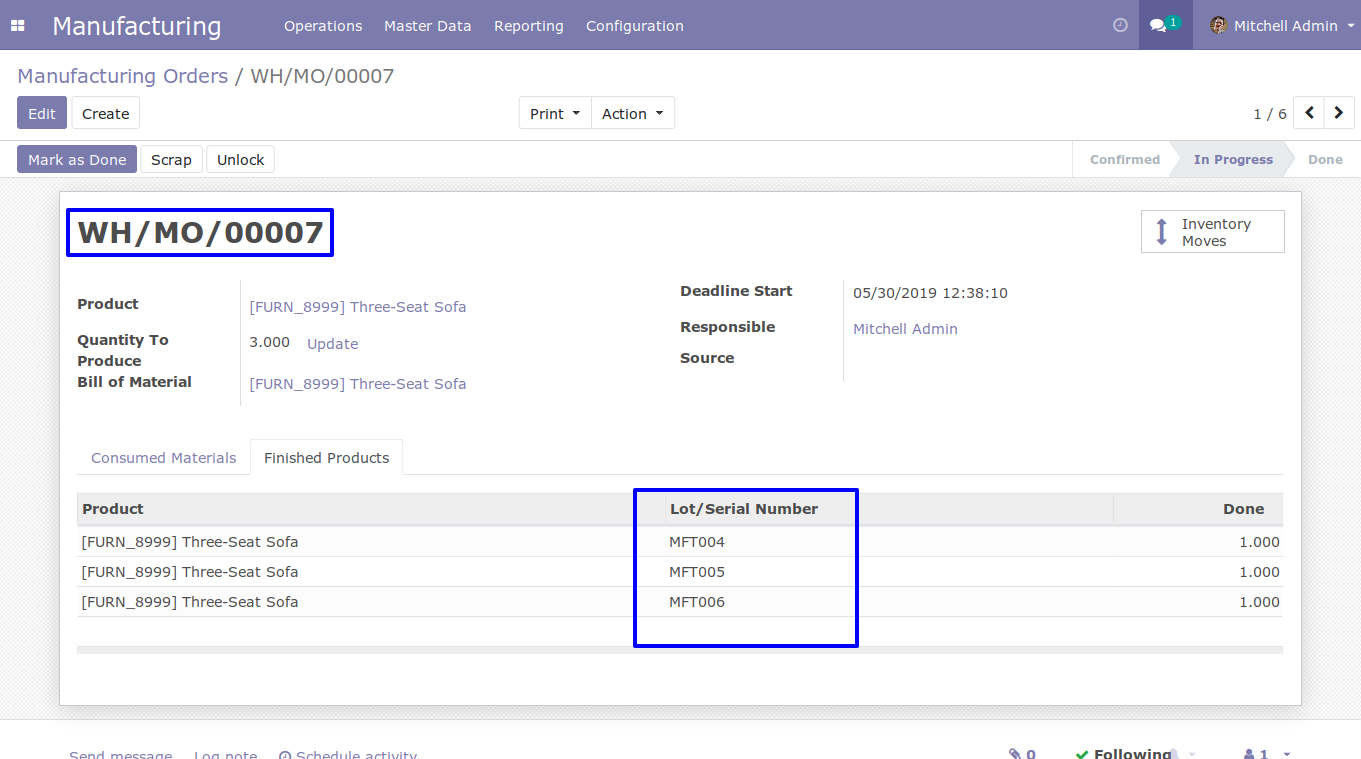 Manufacturing Operations Master Data Reporting Configuration 1 Mitchell Admin
Manufacturing Orders / WH/MO/00007
Edit Create Print Action 1 / 6
Mark as Done Scrap Unlock Confirmed In Progress Done
WH/MO/00007
Inventory
Moves
Product [FURN_8999] Three-Seat Sofa
Quantity To
Produce
3.000 Update
Bill of Material [FURN_8999] Three-Seat Sofa
Deadline Start 05/30/2019 12:38:10
Responsible Mitchell Admin
Source
Consumed Materials Finished Products
Product Lot/Serial Number Done
[FURN_8999] Three-Seat Sofa MFT004 1.000
[FURN_8999] Three-Seat Sofa MFT005 1.000
[FURN_8999] Three-Seat Sofa MFT006 1.000
Send message Log note Schedule activity 0 Following 1